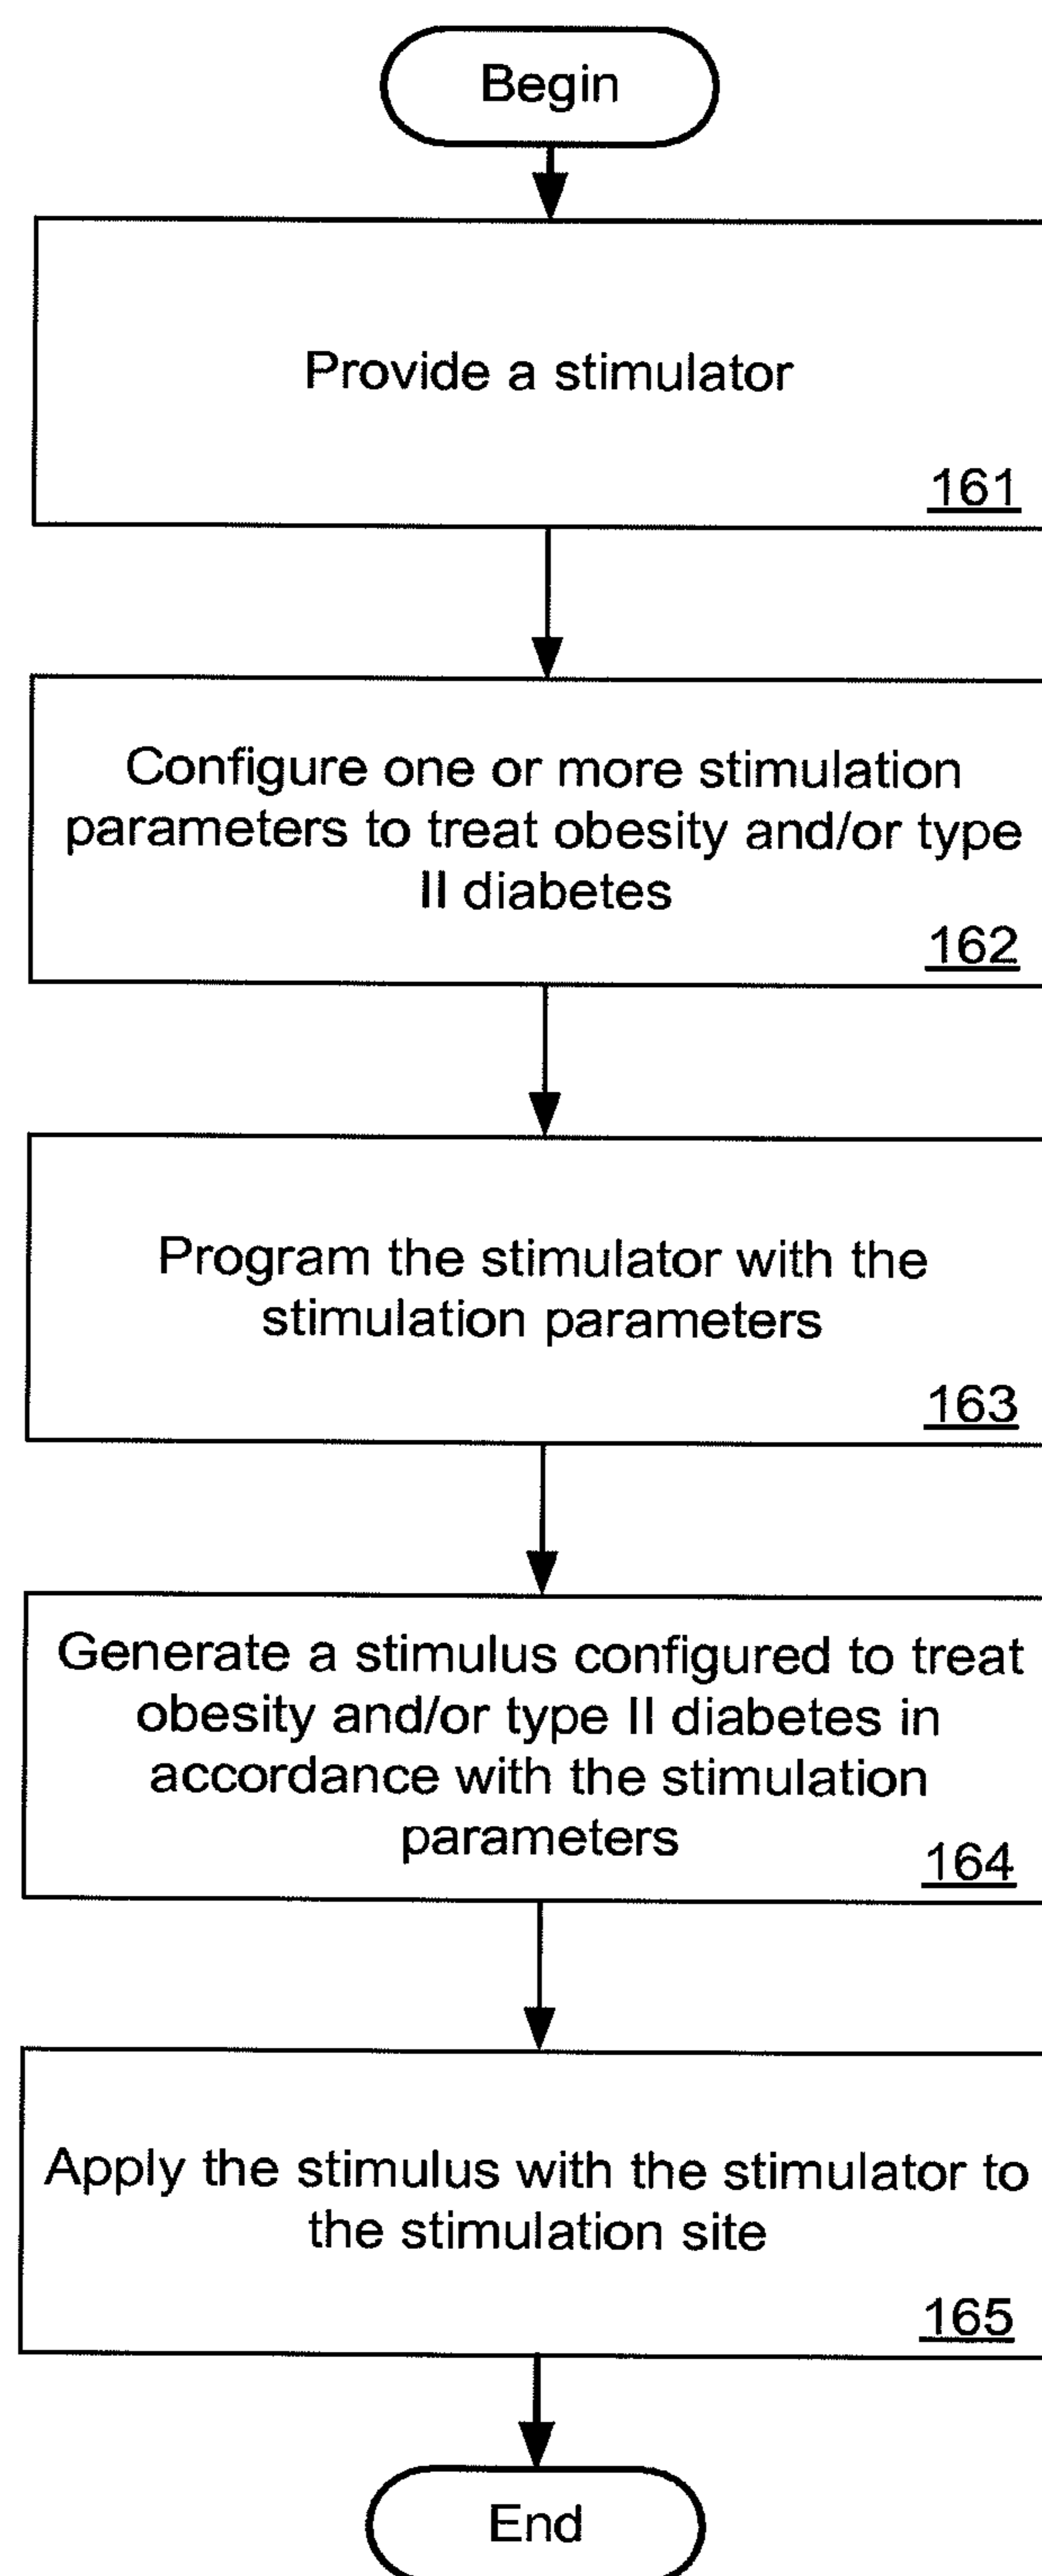 Begin
Provide a stimulator
161
Configure one or more stimulation
parameters to treat obesity and/or type
II diabetes
162
Program the stimulator with the
stimulation parameters
163
Generate a stimulus configured to treat
obesity and/or type II diabetes in
accordance with the stimulation
parameters
164
Apply the stimulus with the stimulator to
the stimulation site
165
End